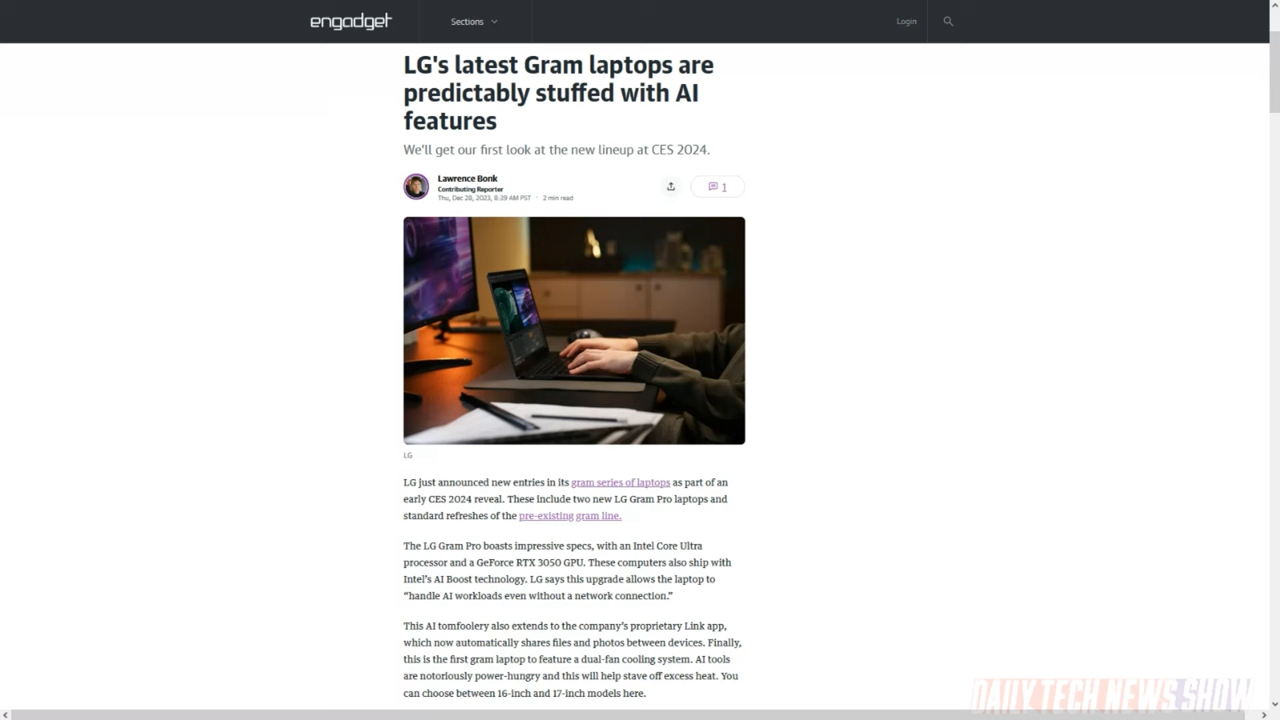 engadget
Sections
Login
LG's latest Gram laptops are
predictably stuffed with AI
features
We'll get our first look at the new lineup at CES 2024.
Lawrence Bonk
Contributing Reporter
Thu, Dec 28, 2023, 8:39 AM PST · 2 min read
1
LG
LG just announced new entries in its gram series of laptops as part of an
early CES 2024 reveal. These include two new LG Gram Pro laptops and
standard refreshes of the pre-existing gram line.
The LG Gram Pro boasts impressive specs, with an Intel Core Ultra
processor and a GeForce RTX 3050 GPU. These computers also ship with
Intel’s AI Boost technology. LG says this upgrade allows the laptop to
“handle AI workloads even without a network connection.”
This AI tomfoolery also extends to the company’s proprietary Link app,
which now automatically shares files and photos between devices. Finally,
this is the first gram laptop to feature a dual-fan cooling system. AI tools
are notoriously power-hungry and this will help stave off excess heat. You
can choose between 16-inch and 17-inch models here.
DAILY TECH NEWS SHOW